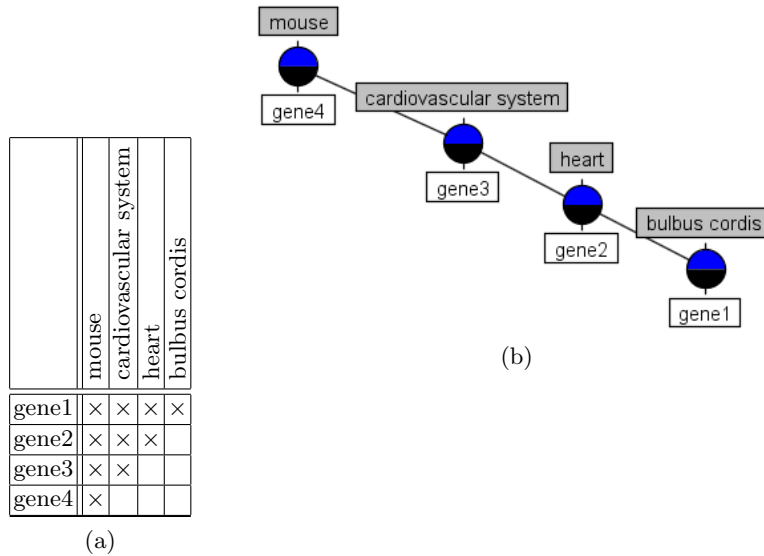 mouse
cardiovascular system
heart
bulbus cordis
gene1 × × × ×
gene2 × × ×
gene3 × ×
gene4 ×
(a)
mouse
gene4
cardiovascular system
gene3
heart
gene2
bulbus cordis
gene1
(b)